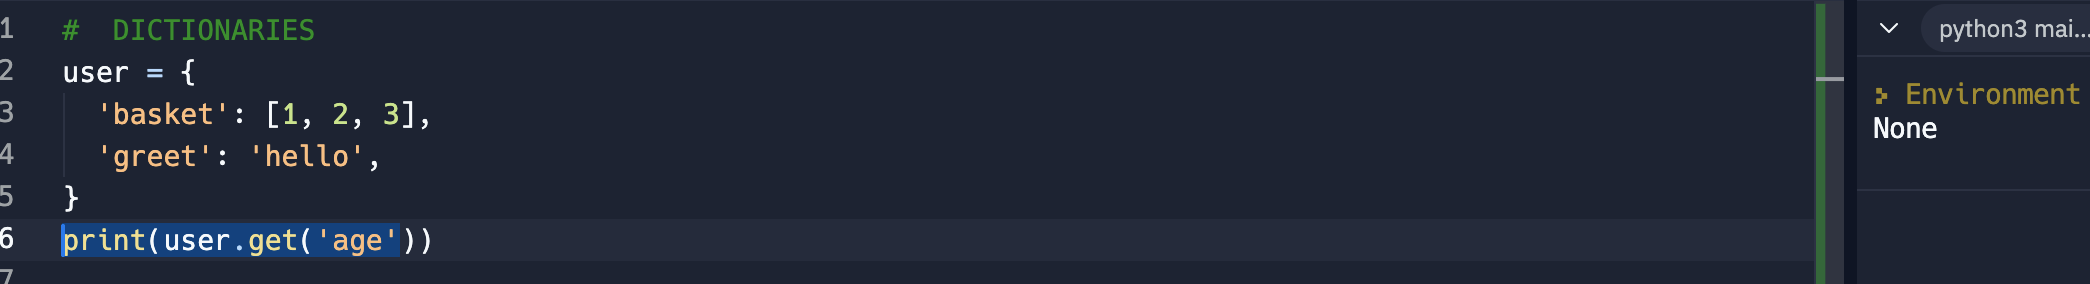 1 #  DICTIONARIES
2 user = {
3   'basket': [1, 2, 3],
4   'greet': 'hello',
5 }
6 print(user.get('age'))
7
python3 mai...
Environment
None